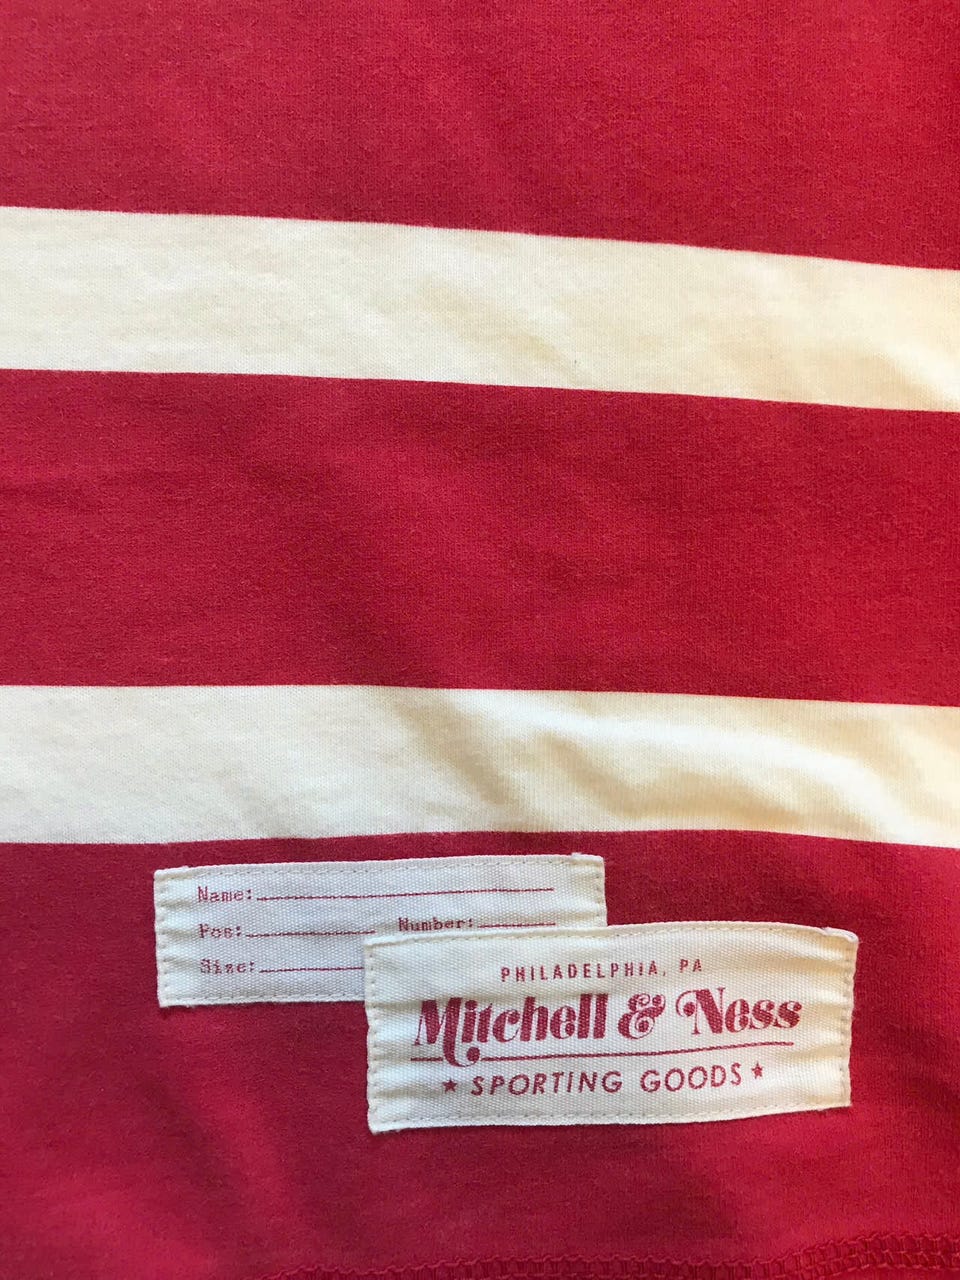 Name:
Pos: Number:
Size:
PHILADELPHIA, PA
Mitchell & Ness
★ SPORTING GOODS ★